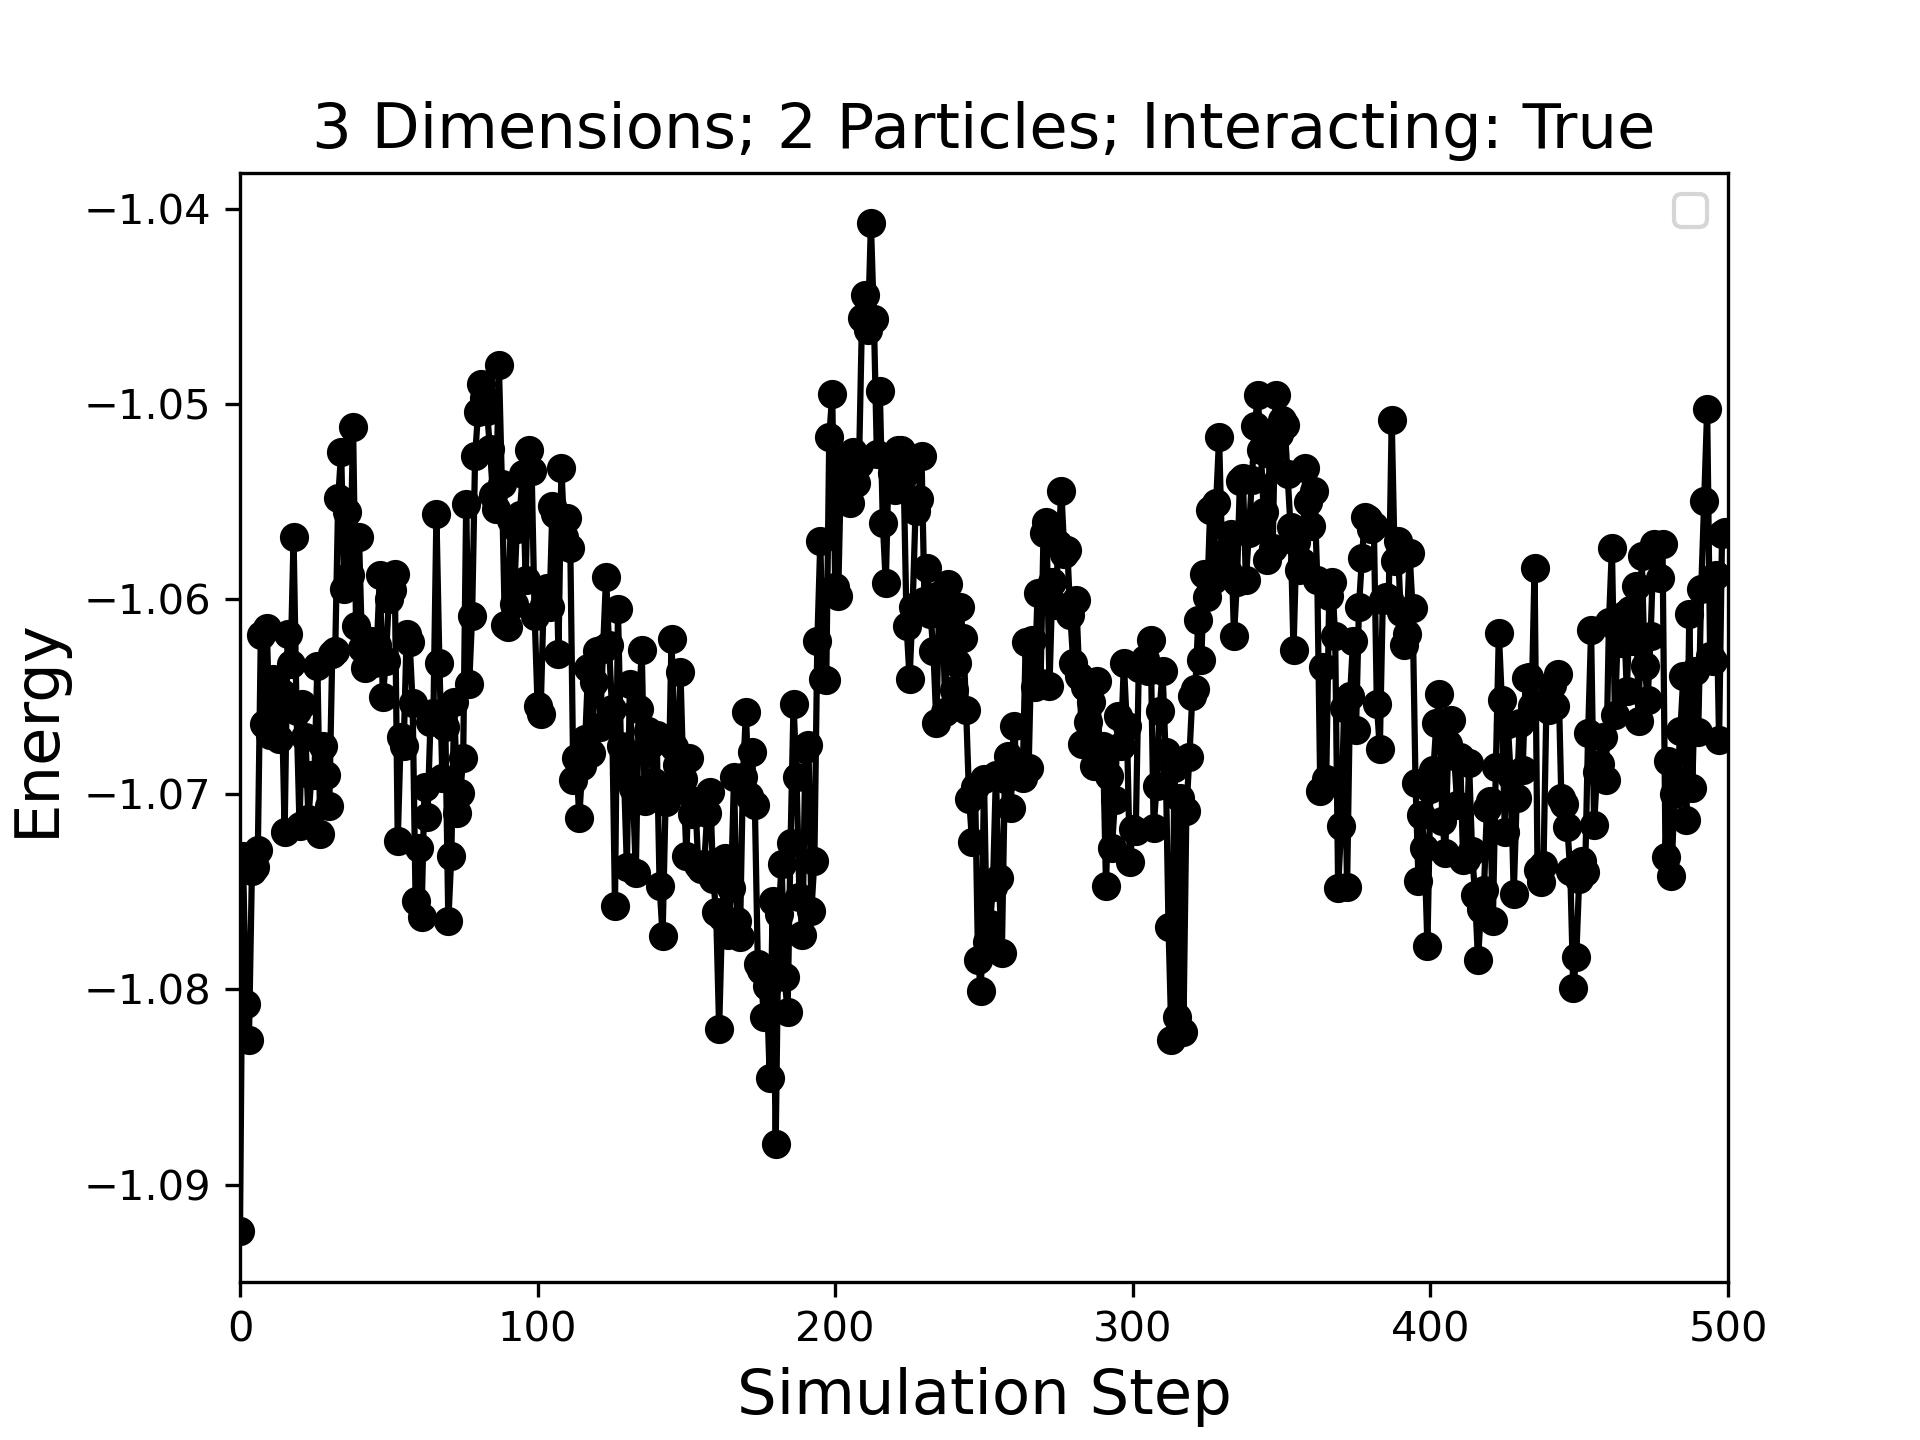 3 Dimensions; 2 Particles; Interacting: True
−1.04
−1.05
−1.06
−1.07
−1.08
−1.09
Energy
0 100 200 300 400 500
Simulation Step